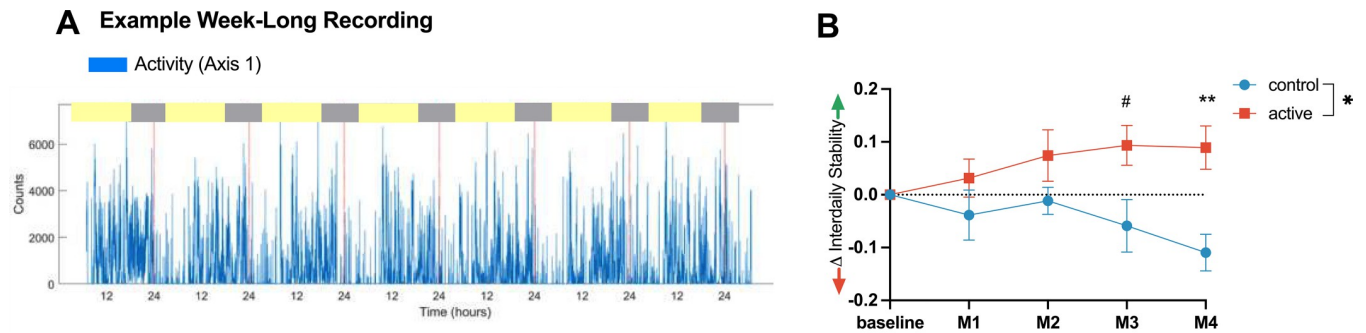 A Example Week-Long Recording
Activity (Axis 1)
6000
4000
2000
0
Counts
12 24 12 24 12 24 12 24 12 24 12 24 12 24
Time (hours)
B
control
active
*
0.2
0.1
0.0
-0.1
-0.2
Δ Interdaily Stability
# **
baseline M1 M2 M3 M4